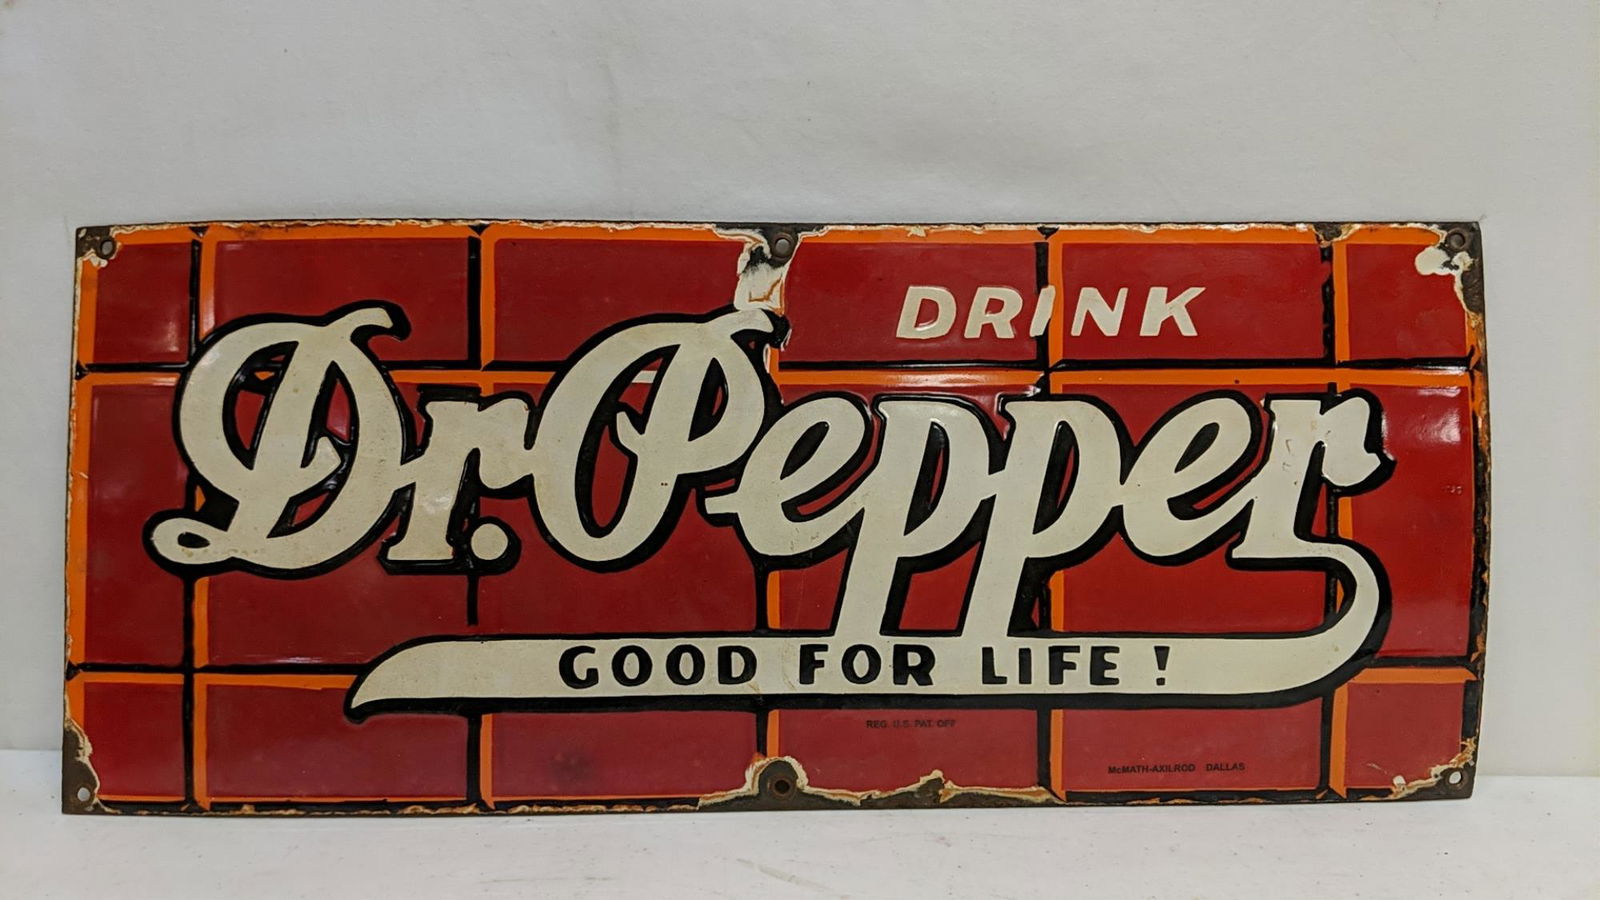 DRINK
Dr. Pepper
GOOD FOR LIFE !
REG. U.S. PAT. OFF
McMATH-AXILROD DALLAS